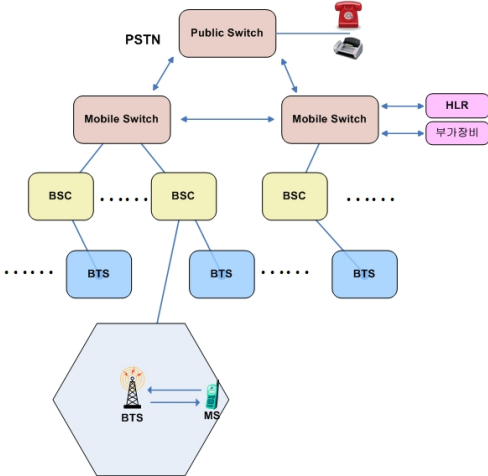 PSTN
Public Switch
Mobile Switch
Mobile Switch
HLR
부가장비
BSC
......
BSC
BSC
......
......
BTS
BTS
......
BTS
BTS
MS